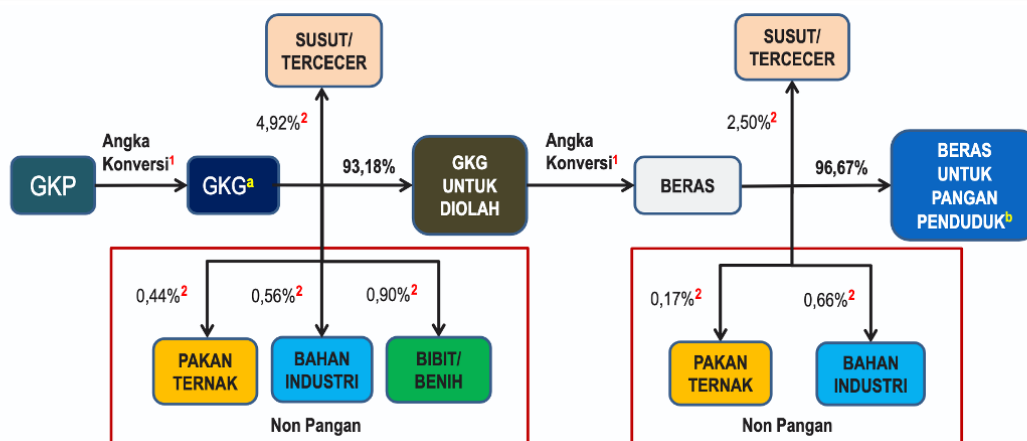 SUSUT/
TERCECER
4,92%2
Angka
Konversi1
GKP
GKGa
93,18%
GKG
UNTUK
DIOLAH
0,44%2
0,56%2
0,90%2
PAKAN
TERNAK
BAHAN
INDUSTRI
BIBIT/
BENIH
Non Pangan
Angka
Konversi1
BERAS
SUSUT/
TERCECER
2,50%2
96,67%
BERAS
UNTUK
PANGAN
PENDUDUKb
0,17%2
0,66%2
PAKAN
TERNAK
BAHAN
INDUSTRI
Non Pangan